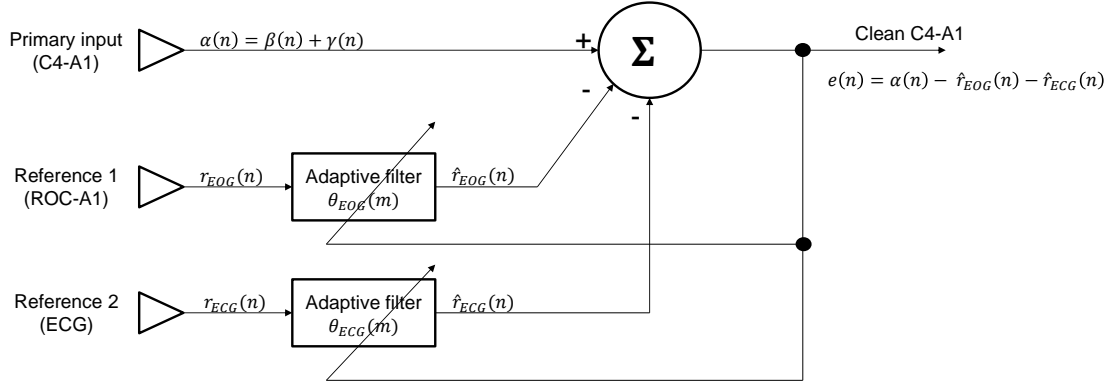 Primary input
(C4-A1)
α(n) = β(n) + γ(n)
+
Σ
Clean C4-A1
e(n) = α(n) − r̂_EOG(n) − r̂_ECG(n)
-
-
Reference 1
(ROC-A1)
r_EOG(n)
Adaptive filter
θ_EOG(m)
r̂_EOG(n)
Reference 2
(ECG)
r_ECG(n)
Adaptive filter
θ_ECG(m)
r̂_ECG(n)